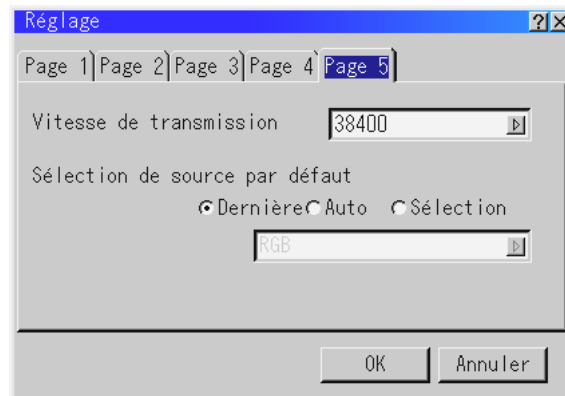 Réglage
Page 1 Page 2 Page 3 Page 4 Page 5
Vitesse de transmission 38400
Sélection de source par défaut
Dernière Auto Sélection
RGB
OK Annuler